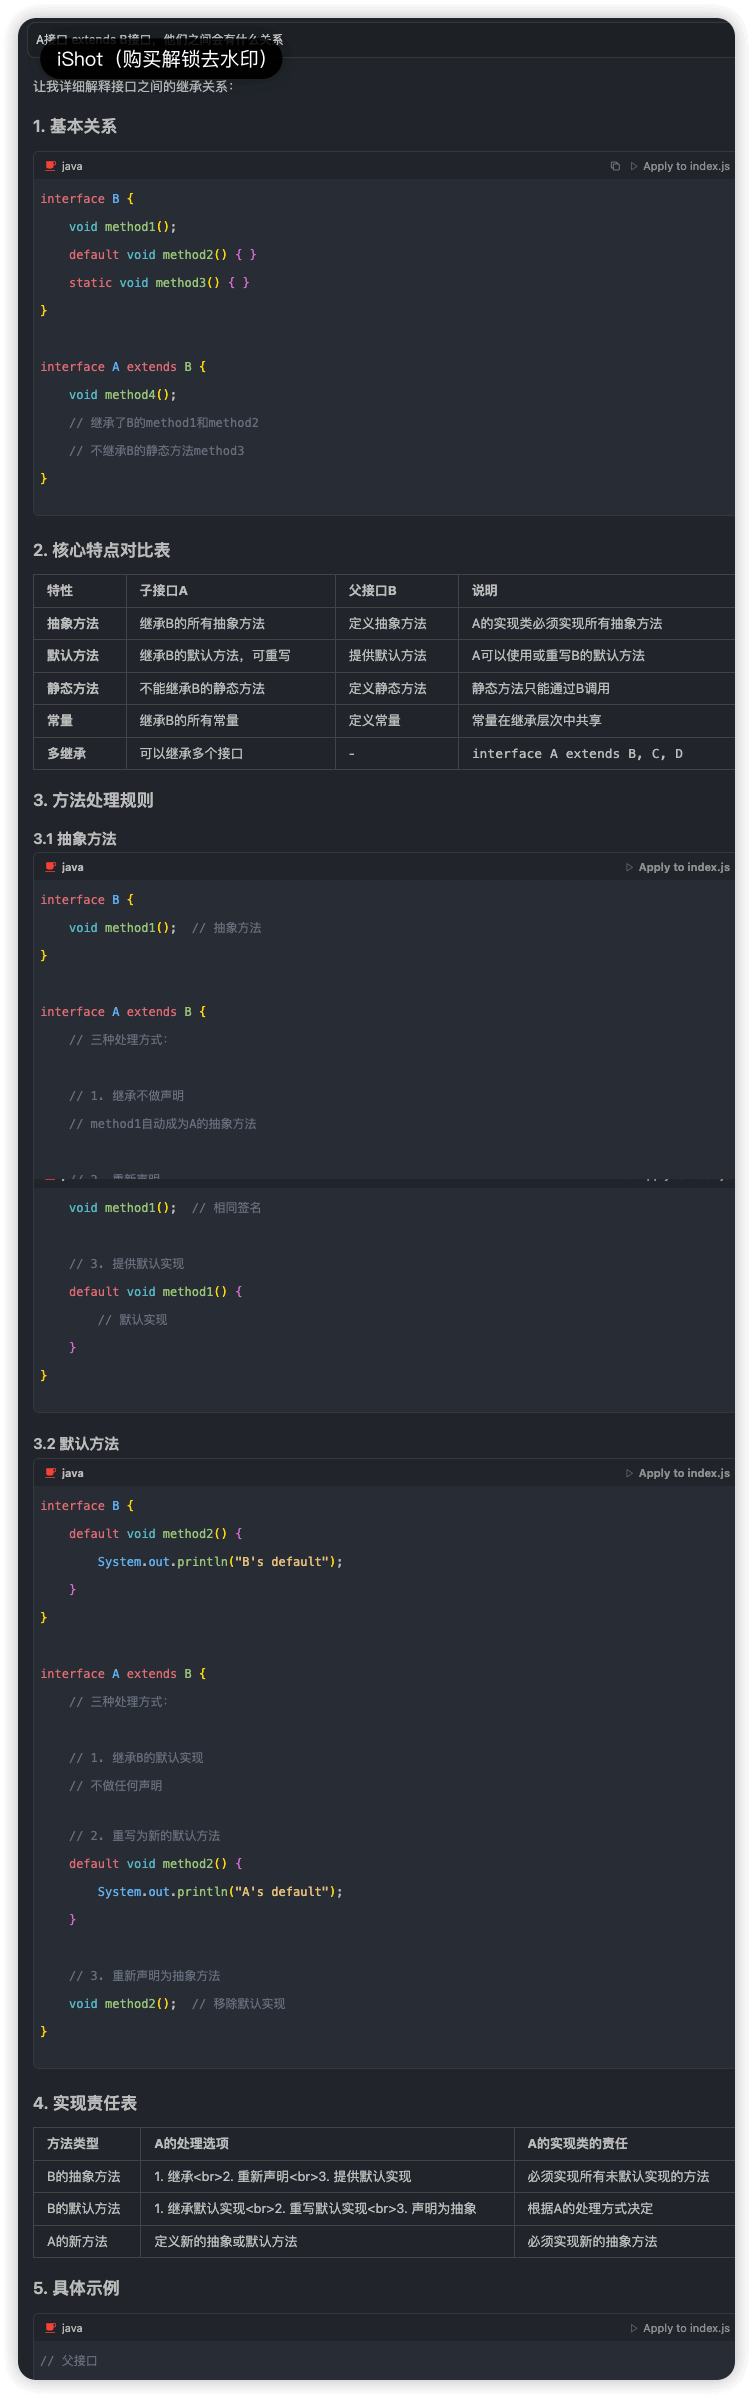 A接口 extends B接口，他们之间会有什么关系
iShot（购买解锁去水印）
让我详细解释接口之间的继承关系：
1. 基本关系
java
Apply to index.js
interface B {
    void method1();
    default void method2() { }
    static void method3() { }
}
interface A extends B {
    void method4();
    // 继承了B的method1和method2
    // 不继承B的静态方法method3
}
2. 核心特点对比表
特性 子接口A 父接口B 说明
抽象方法 继承B的所有抽象方法 定义抽象方法 A的实现类必须实现所有抽象方法
默认方法 继承B的默认方法，可重写 提供默认方法 A可以使用或重写B的默认方法
静态方法 不能继承B的静态方法 定义静态方法 静态方法只能通过B调用
常量 继承B的所有常量 定义常量 常量在继承层次中共享
多继承 可以继承多个接口 - interface A extends B, C, D
3. 方法处理规则
3.1 抽象方法
java
Apply to index.js
interface B {
    void method1();  // 抽象方法
}
interface A extends B {
    // 三种处理方式：
    // 1. 继承不做声明
    // method1自动成为A的抽象方法
    // 2. 重新声明
    void method1();  // 相同签名
    // 3. 提供默认实现
    default void method1() {
        // 默认实现
    }
}
3.2 默认方法
java
Apply to index.js
interface B {
    default void method2() {
        System.out.println("B's default");
    }
}
interface A extends B {
    // 三种处理方式：
    // 1. 继承B的默认实现
    // 不做任何声明
    // 2. 重写为新的默认方法
    default void method2() {
        System.out.println("A's default");
    }
    // 3. 重新声明为抽象方法
    void method2();  // 移除默认实现
}
4. 实现责任表
方法类型 A的处理选项 A的实现类的责任
B的抽象方法 1. 继承<br>2. 重新声明<br>3. 提供默认实现 必须实现所有未默认实现的方法
B的默认方法 1. 继承默认实现<br>2. 重写默认实现<br>3. 声明为抽象 根据A的处理方式决定
A的新方法 定义新的抽象或默认方法 必须实现新的抽象方法
5. 具体示例
java
Apply to index.js
// 父接口